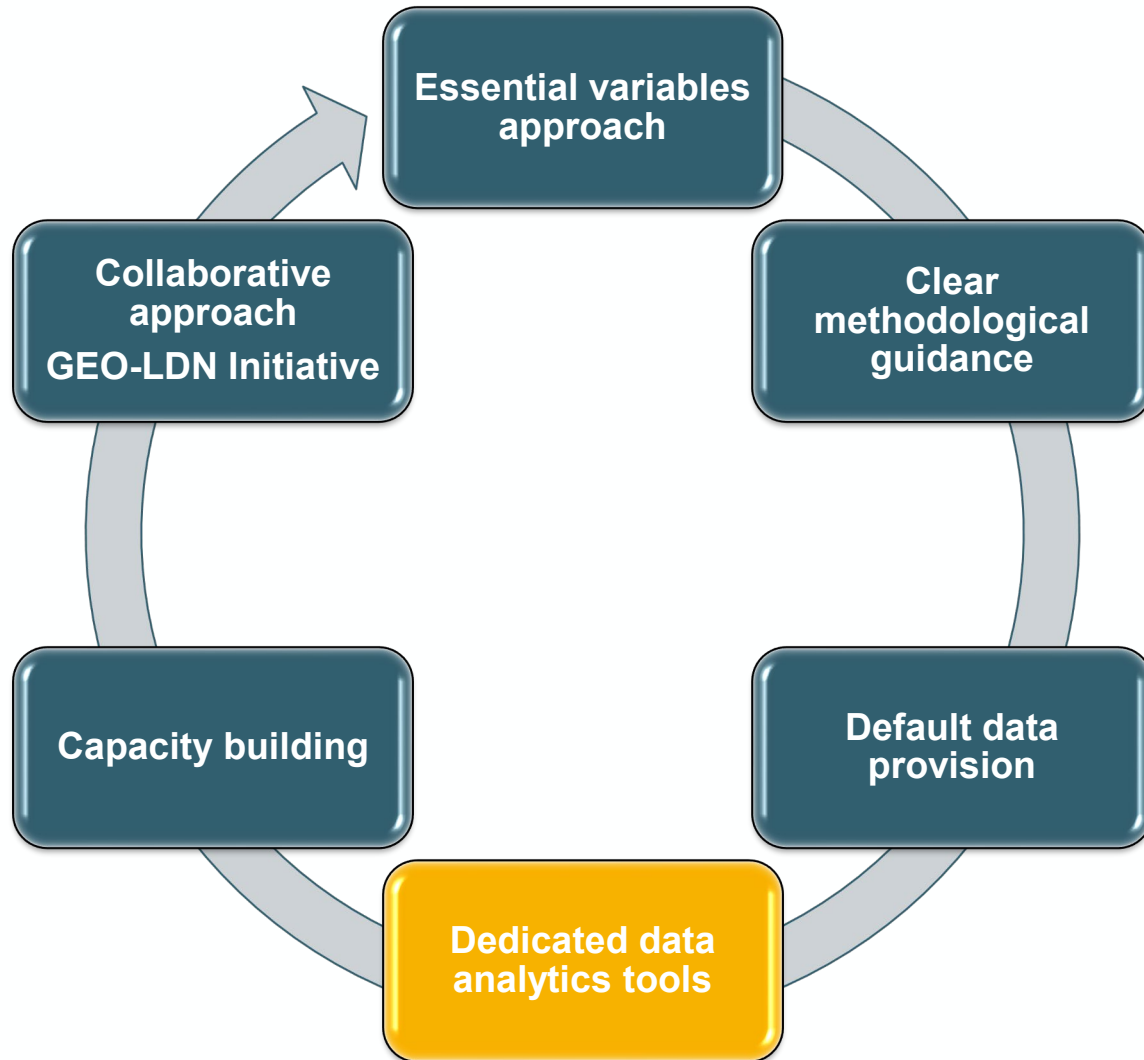 Essential variables
approach
Clear
methodological
guidance
Default data
provision
Dedicated data
analytics tools
Capacity building
Collaborative
approach
GEO-LDN Initiative